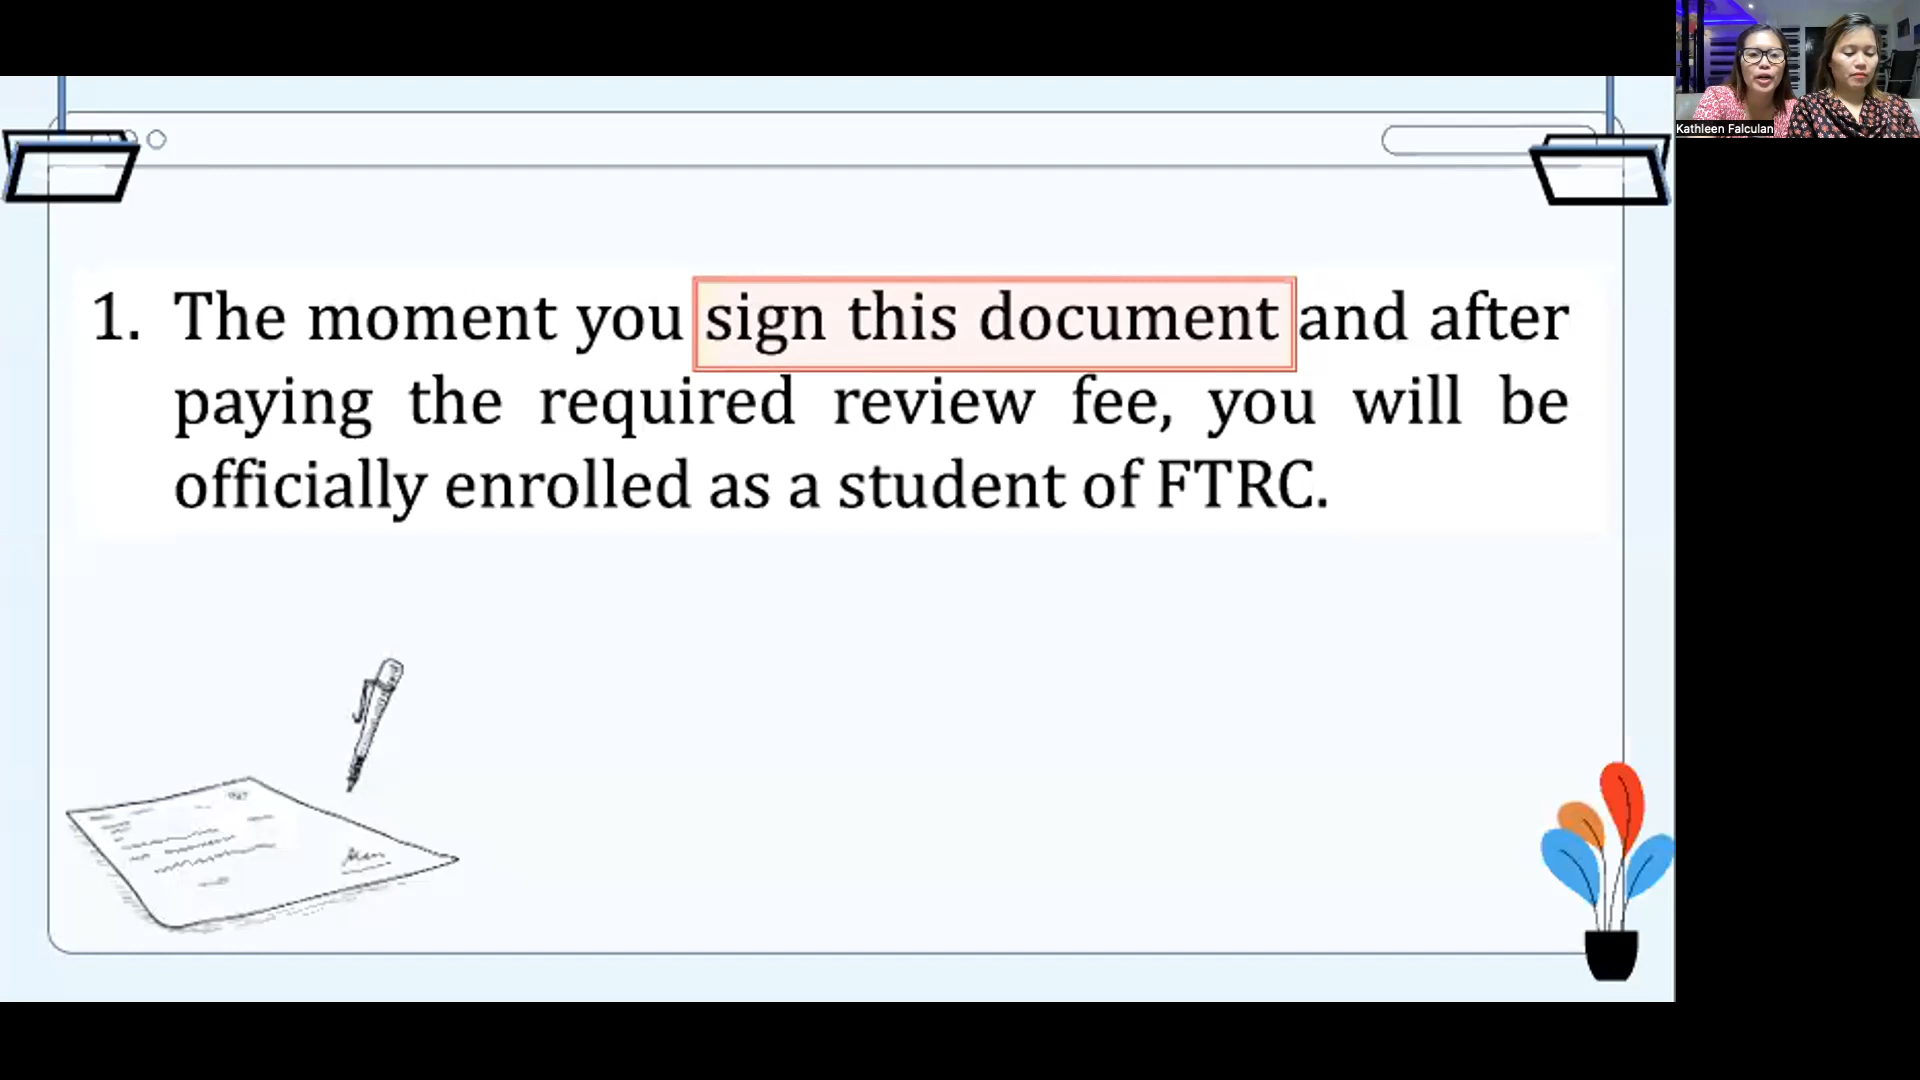 Kathleen Falculan
1. The moment you sign this document and after
paying the required review fee, you will be
officially enrolled as a student of FTRC.